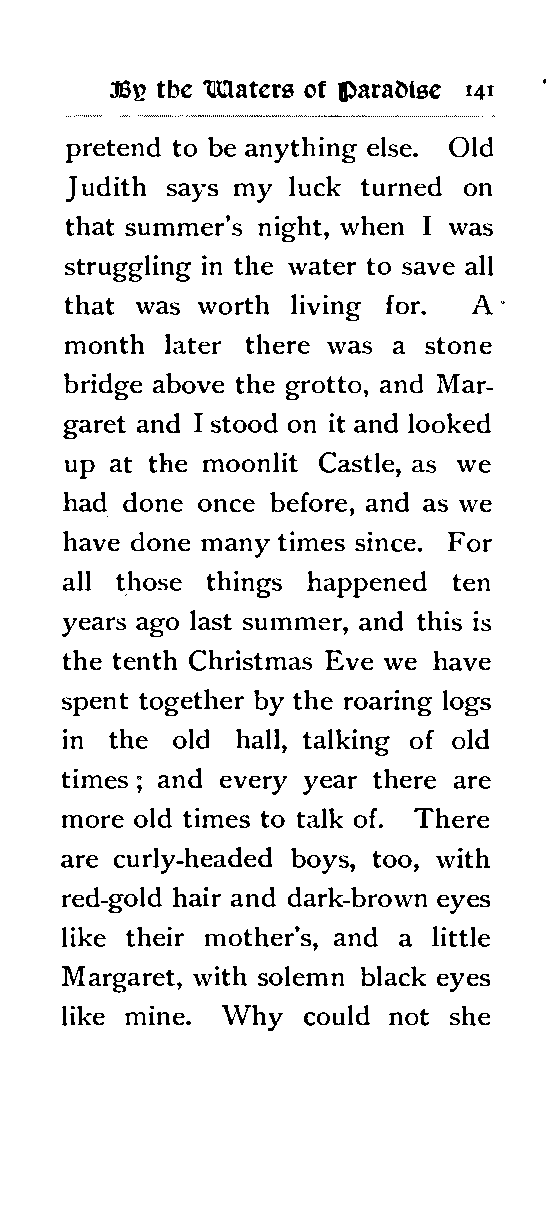 By the Waters of Paradise 141
pretend to be anything else. Old
Judith says my luck turned on
that summer's night, when I was
struggling in the water to save all
that was worth living for. A
month later there was a stone
bridge above the grotto, and Mar-
garet and I stood on it and looked
up at the moonlit Castle, as we
had done once before, and as we
have done many times since. For
all those things happened ten
years ago last summer, and this is
the tenth Christmas Eve we have
spent together by the roaring logs
in the old hall, talking of old
times; and every year there are
more old times to talk of. There
are curly-headed boys, too, with
red-gold hair and dark-brown eyes
like their mother's, and a little
Margaret, with solemn black eyes
like mine. Why could not she